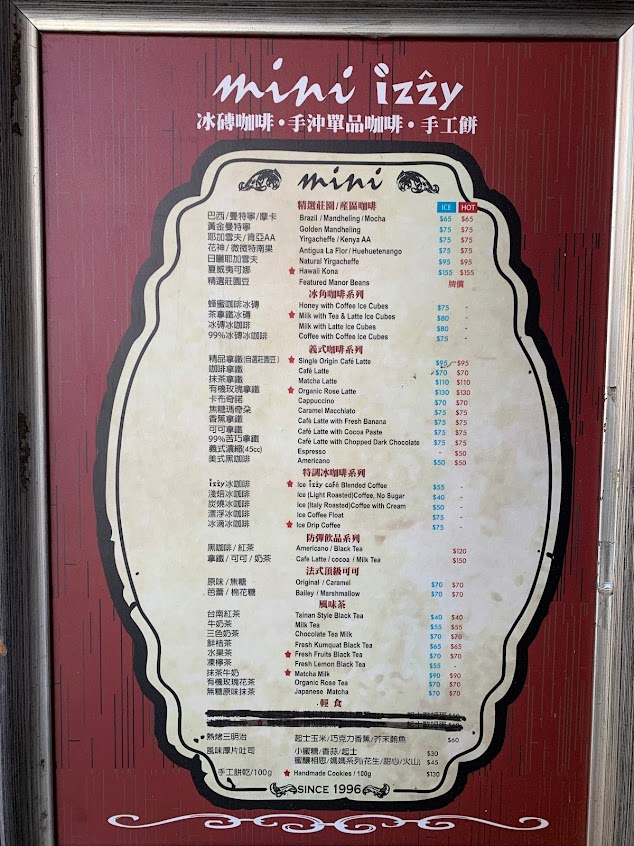 mini izzy
冰磚咖啡•手沖單品咖啡•手工餅
mini
精選莊園/產區咖啡 ICE HOT
巴西/曼特寧/摩卡 Brazil / Mandheling / Mocha $65 $65
黃金曼特寧 Golden Mandheling $75 $75
耶加雪夫/肯亞AA Yirgacheffe / Kenya AA $75 $75
花神/微微特南果 Antigua La Flor / Huehuetenango $75 $75
日曬耶加雪夫 Natural Yirgacheffe $95 $95
夏威夷可娜 ★ Hawaii Kona $155 $155
精選莊園豆 Featured Manor Beans 牌價
冰角咖啡系列
蜂蜜咖啡冰磚 Honey with Coffee Ice Cubes $75 -
茶拿鐵冰磚 ★ Milk with Tea & Latte Ice Cubes $80 -
冰磚冰咖啡 Milk with Latte Ice Cubes $80 -
99%冰磚冰咖啡 Coffee with Coffee Ice Cubes $75 -
義式咖啡系列
精品拿鐵(自選莊園豆) ★ Single Origin Café Latte $95 $95
咖啡拿鐵 Café Latte $70 $70
抹茶拿鐵 Matcha Latte $110 $110
有機玫瑰拿鐵 ★ Organic Rose Latte $130 $130
卡布奇諾 Cappuccino $70 $70
焦糖瑪奇朵 Caramel Macchiato $75 $75
香蕉拿鐵 Café Latte with Fresh Banana $75 $75
可可拿鐵 Café Latte with Cocoa Paste $75 $75
99%苦巧拿鐵 Café Latte with Chopped Dark Chocolate $75 $75
義式濃縮(45cc) Espresso - $50
美式黑咖啡 Americano $50 $50
特調冰咖啡系列
izzy冰咖啡 ★ Ice izzy café Blended Coffee $55 -
淺焙冰咖啡 Ice (Light Roasted)Coffee, No Sugar $40 -
炭燒冰咖啡 Ice (Italy Roasted)Coffee with Cream $50 -
漂浮冰咖啡 Ice Coffee Float $75 -
冰滴冰咖啡 ★ Ice Drip Coffee $75 -
防彈飲品系列
黑咖啡/紅茶 Americano / Black Tea $120
拿鐵/可可/奶茶 Cafe Latte / cocoa / Milk Tea $150
法式頂級可可
原味/焦糖 Original / Caramel $70 $70
芭蕾/棉花糖 Bailey / Marshmallow $70 $70
風味茶
台南紅茶 Tainan Style Black Tea $40 $40
牛奶茶 Milk Tea $55 $55
三色奶茶 Chocolate Tea Milk $70 $70
鮮桔茶 Fresh Kumquat Black Tea $65 $65
水果茶 ★ Fresh Fruits Black Tea $70 $70
凍檸茶 Fresh Lemon Black Tea $55 -
抹茶牛奶 ★ Matcha Milk $90 $90
有機玫瑰花茶 Organic Rose Tea $70 $70
無糖原味抹茶 Japanese Matcha $70 $70
輕食
熱烤三明治 起士玉米/巧克力香蕉/芥末鮪魚 $60
風味厚片吐司 小蜜糖/香蒜/起士 $30
蜜釀相思/媽媽系列(花生/甜心/火山) $45
手工餅乾/100g ★ Handmade Cookies / 100g $130
SINCE 1996